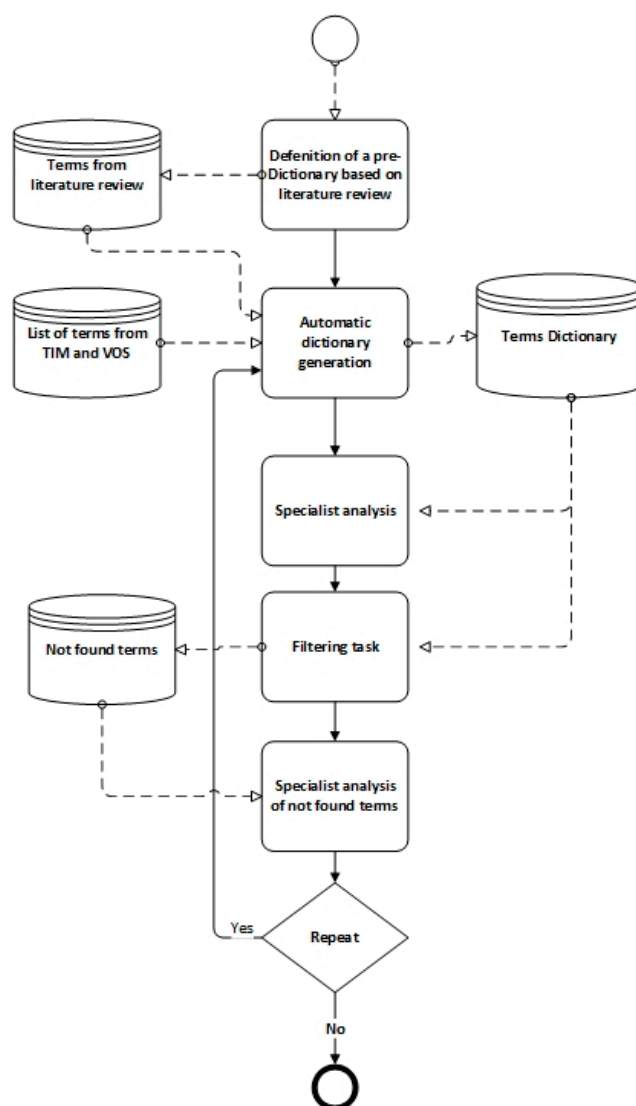 Defenition of a pre-
Dictionary based on
literature review
Terms from
literature review
List of terms from
TIM and VOS
Automatic
dictionary
generation
Terms Dictionary
Specialist analysis
Not found terms
Filtering task
Specialist analysis
of not found terms
Yes
Repeat
No